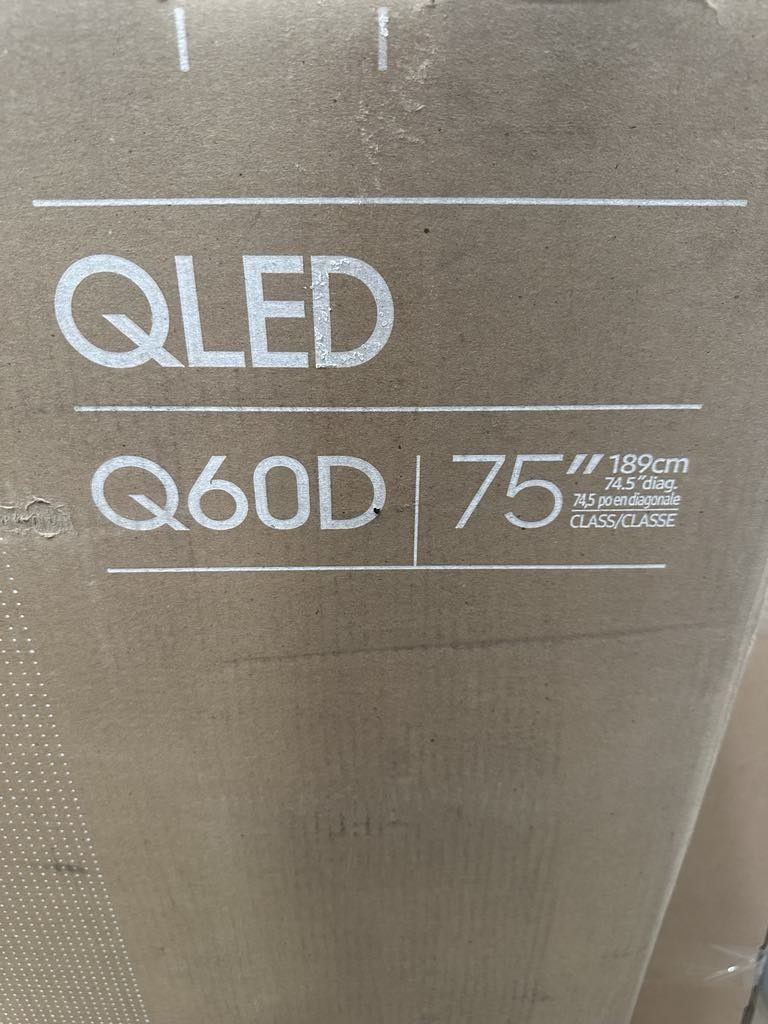 QLED
Q60D
75” 189cm
74.5”diag.
74,5 po en diagonale
CLASS/CLASSE